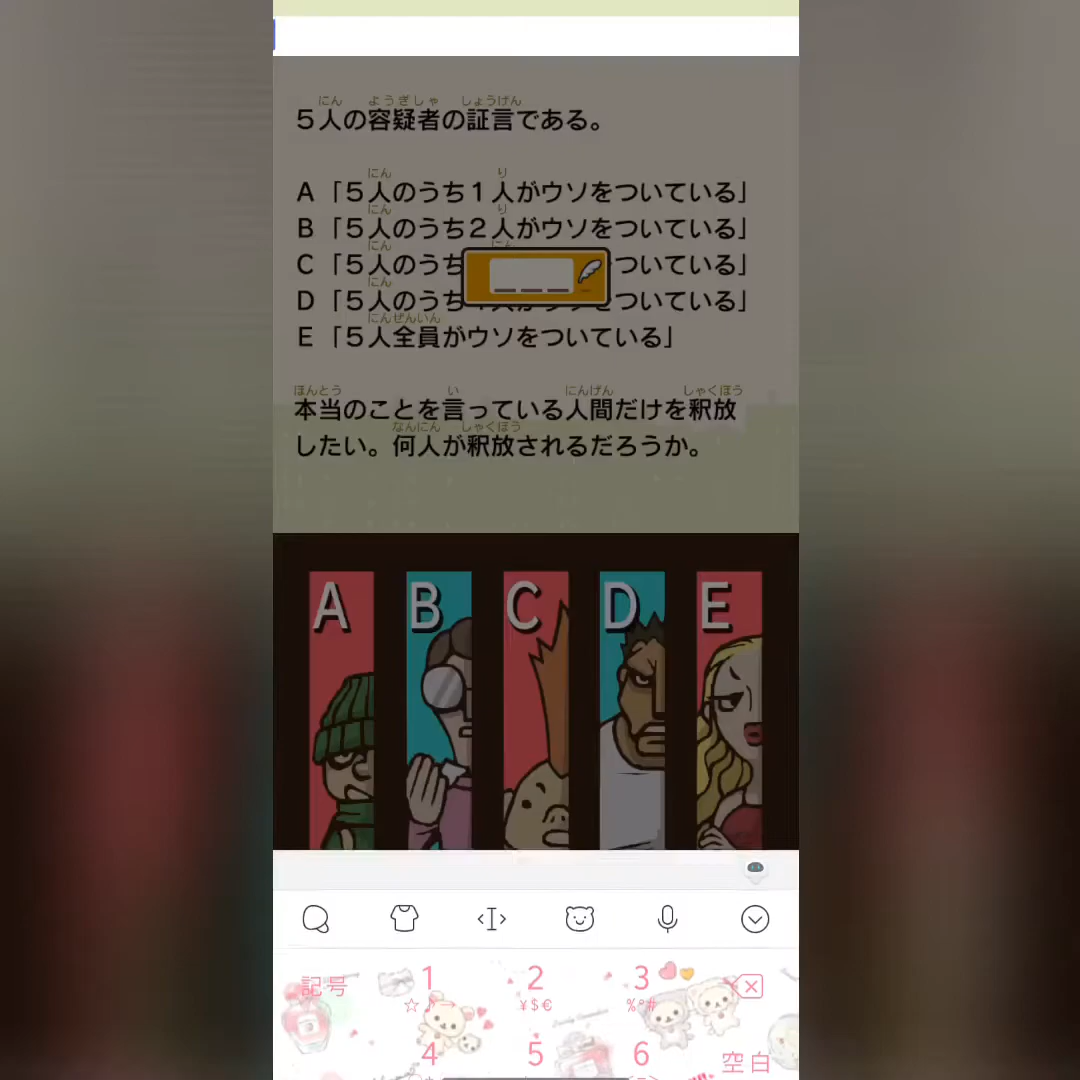 5人の容疑者の証言である。
A「5人のうち1人がウソをついている」
B「5人のうち2人がウソをついている」
C「5人のうち ついている」
D「5人のうち ついている」
E「5人全員がウソをついている」
本当のことを言っている人間だけを釈放
したい。何人が釈放されるだろうか。
A B C D E
記号 1 2 3
☆♪ ¥$€ %°#
4 5 6 空白